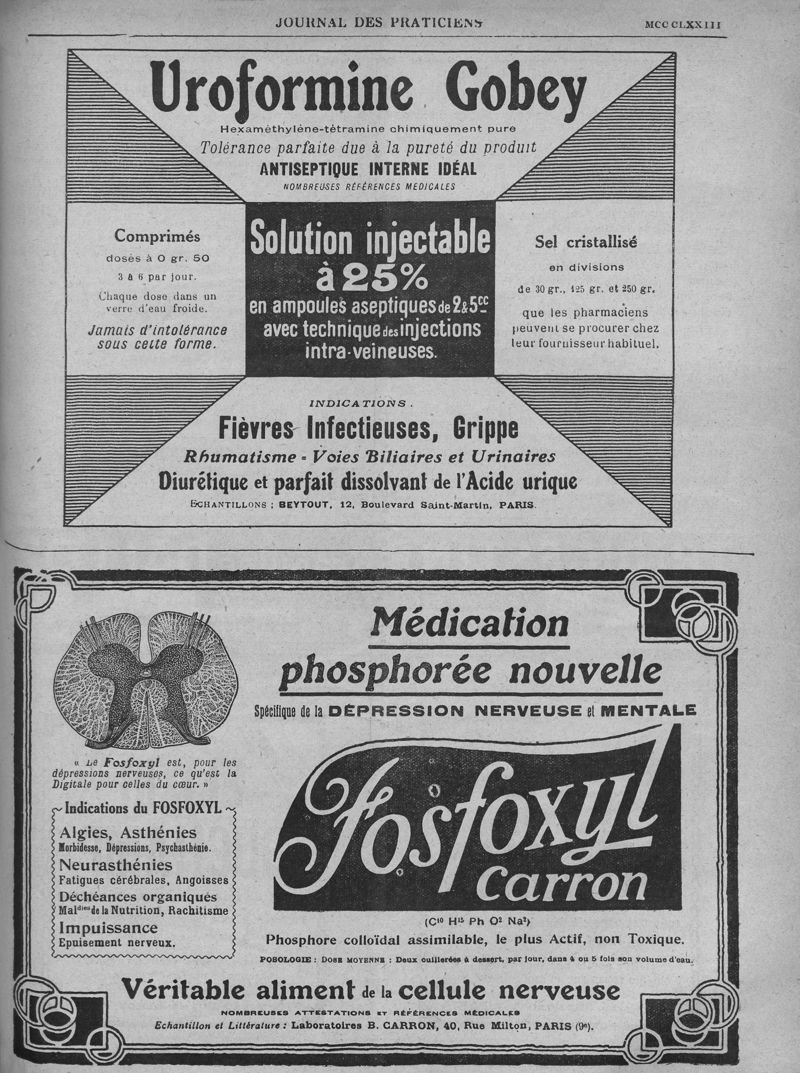 JOURNAL DES PRATICIENS
MCCCCLXXIII
Uroformine Gobey
Hexaméthylène-tétramine chimiquement pure
Tolérance parfaite due à la pureté du produit
ANTISEPTIQUE INTERNE IDÉAL
NOMBREUSES RÉFÉRENCES MÉDICALES
Comprimés
dosés à 0 gr. 50
3 à 6 par jour.
Chaque dose dans un
verre d'eau froide.
Jamais d'intolérance
sous cette forme.
Solution injectable
à 25%
en ampoules aseptiques de 2 & 5cc
avec technique des injections
intra-veineuses.
Sel cristallisé
en divisions
de 30 gr., 125 gr. et 250 gr.
que les pharmaciens
peuvent se procurer chez
leur fournisseur habituel.
INDICATIONS.
Fièvres Infectieuses, Grippe
Rhumatisme - Voies Biliaires et Urinaires
Diurétique et parfait dissolvant de l'Acide urique
ECHANTILLONS : BEYTOUT, 12, Boulevard Saint-Martin, PARIS.
Médication
phosphorée nouvelle
Spécifique de la DÉPRESSION NERVEUSE et MENTALE
« Le Fosfoxyl est, pour les
dépressions nerveuses, ce qu'est la
Digitale pour celles du cœur. »
Indications du FOSFOXYL
Algies, Asthénies
Morbidesse, Dépressions, Psychasthénie.
Neurasthénies
Fatigues cérébrales, Angoisses
Déchéances organiques
Maldies de la Nutrition, Rachitisme
Impuissance
Epuisement nerveux.
Fosfoxyl
Carron
(C10 H15 Ph O2 Na2)
Phosphore colloïdal assimilable, le plus Actif, non Toxique.
POSOLOGIE : DOSE MOYENNE : Deux cuillerées à dessert, par jour, dans 4 ou 5 fois son volume d'eau.
Véritable aliment de la cellule nerveuse
NOMBREUSES ATTESTATIONS ET RÉFÉRENCES MÉDICALES
Echantillon et Littérature : Laboratoires B. CARRON, 40, Rue Milton, PARIS (9e).